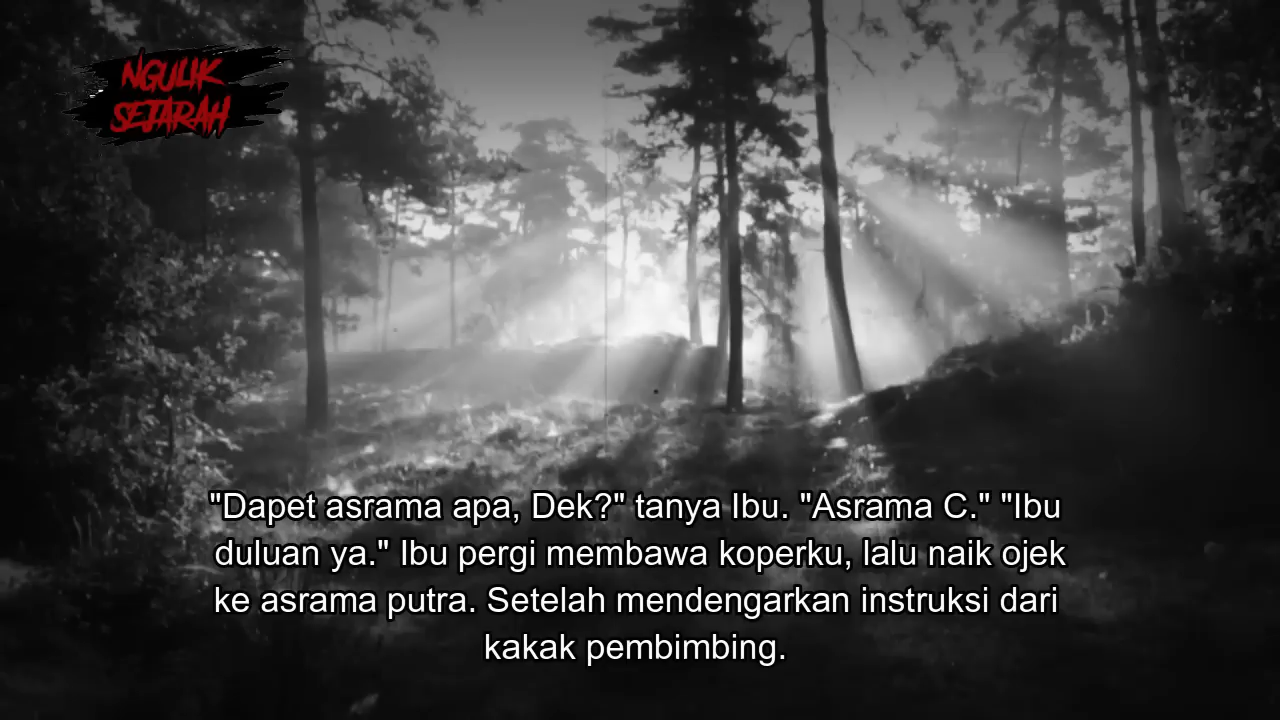 NGULIK
SEJARAH
"Dapet asrama apa, Dek?" tanya Ibu. "Asrama C." "Ibu
duluan ya." Ibu pergi membawa koperku, lalu naik ojek
ke asrama putra. Setelah mendengarkan instruksi dari
kakak pembimbing.